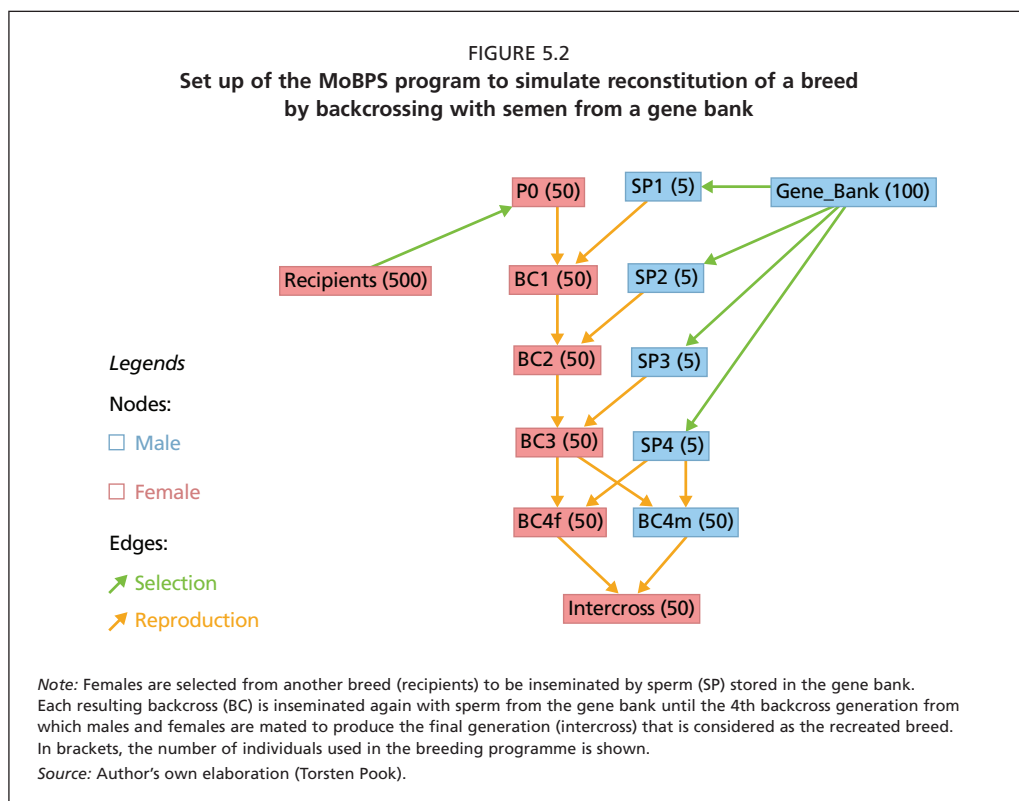 FIGURE 5.2
Set up of the MoBPS program to simulate reconstitution of a breed
by backcrossing with semen from a gene bank
P0 (50)
SP1 (5)
Gene_Bank (100)
Recipients (500)
BC1 (50)
SP2 (5)
BC2 (50)
SP3 (5)
BC3 (50)
SP4 (5)
BC4f (50)
BC4m (50)
Intercross (50)
Legends
Nodes:
Male
Female
Edges:
Selection
Reproduction
Note: Females are selected from another breed (recipients) to be inseminated by sperm (SP) stored in the gene bank.
Each resulting backcross (BC) is inseminated again with sperm from the gene bank until the 4th backcross generation from
which males and females are mated to produce the final generation (intercross) that is considered as the recreated breed.
In brackets, the number of individuals used in the breeding programme is shown.
Source: Author's own elaboration (Torsten Pook).